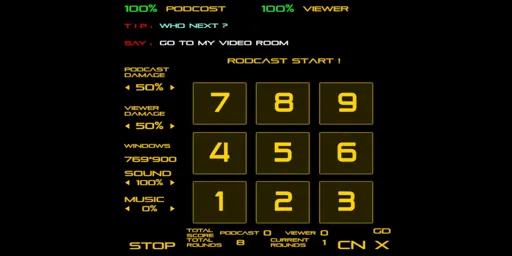 100% PODCOST 100% VIEWER
TIP. WHO NEXT ?
SAY. GO TO MY VIDEO ROOM
RODCAST START !
PODCAST
DAMAGE
◄ 50% ►
VIEWER
DAMAGE
◄ 50% ►
WINDOWS
769*900
SOUND
◄ 100% ►
MUSIC
◄ 0% ►
7 8 9
4 5 6
1 2 3
STOP
TOTAL
SCORE PODCAST 0 VIEWER 0
TOTAL
ROUNDS 8
CURRENT
ROUNDS 1
CN
GD
X